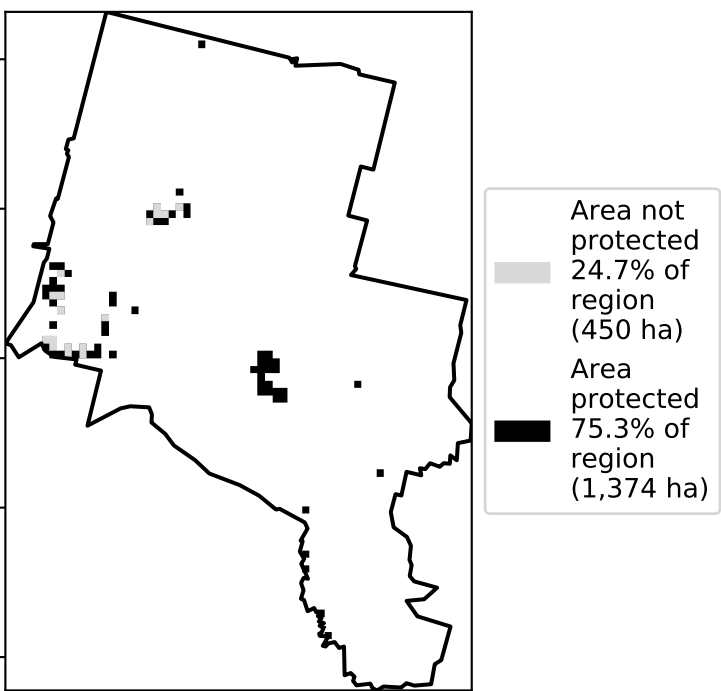 Area not
protected
24.7% of
region
(450 ha)
Area
protected
75.3% of
region
(1,374 ha)